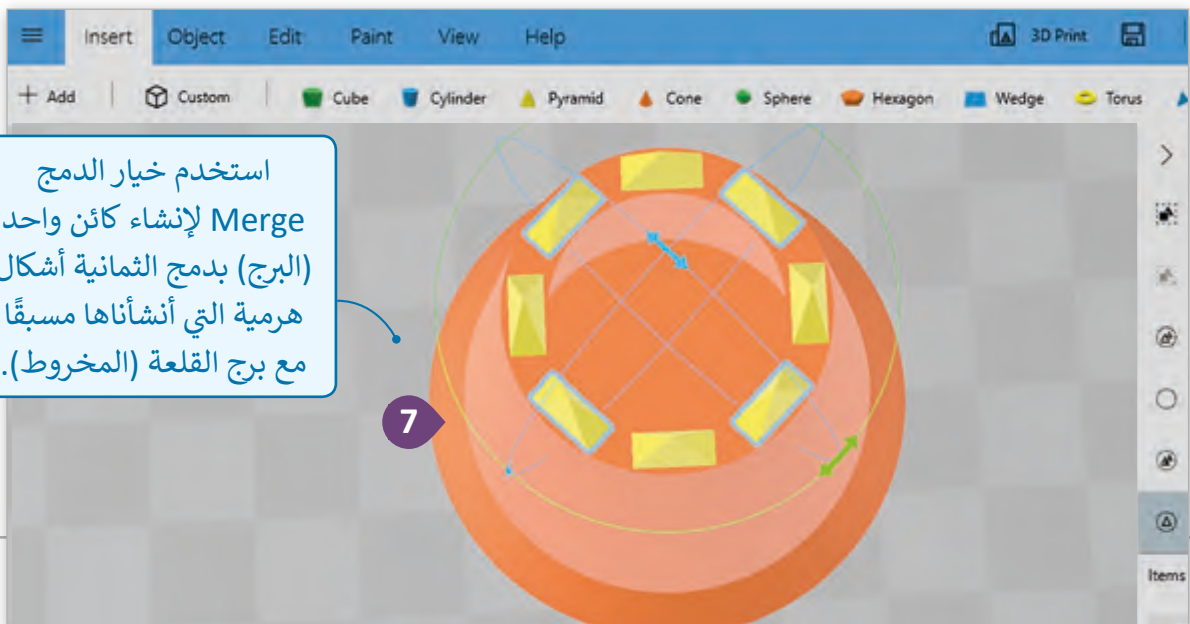 Insert Object Edit Paint View Help 3D Print
+ Add Custom Cube Cylinder Pyramid Cone Sphere Hexagon Wedge Torus
استخدم خيار الدمج
Merge لإنشاء كائن واحد
(البرج) بدمج الثمانية أشكال
هرمية التي أنشأناها مسبقًا
مع برج القلعة (المخروط).
7
Items